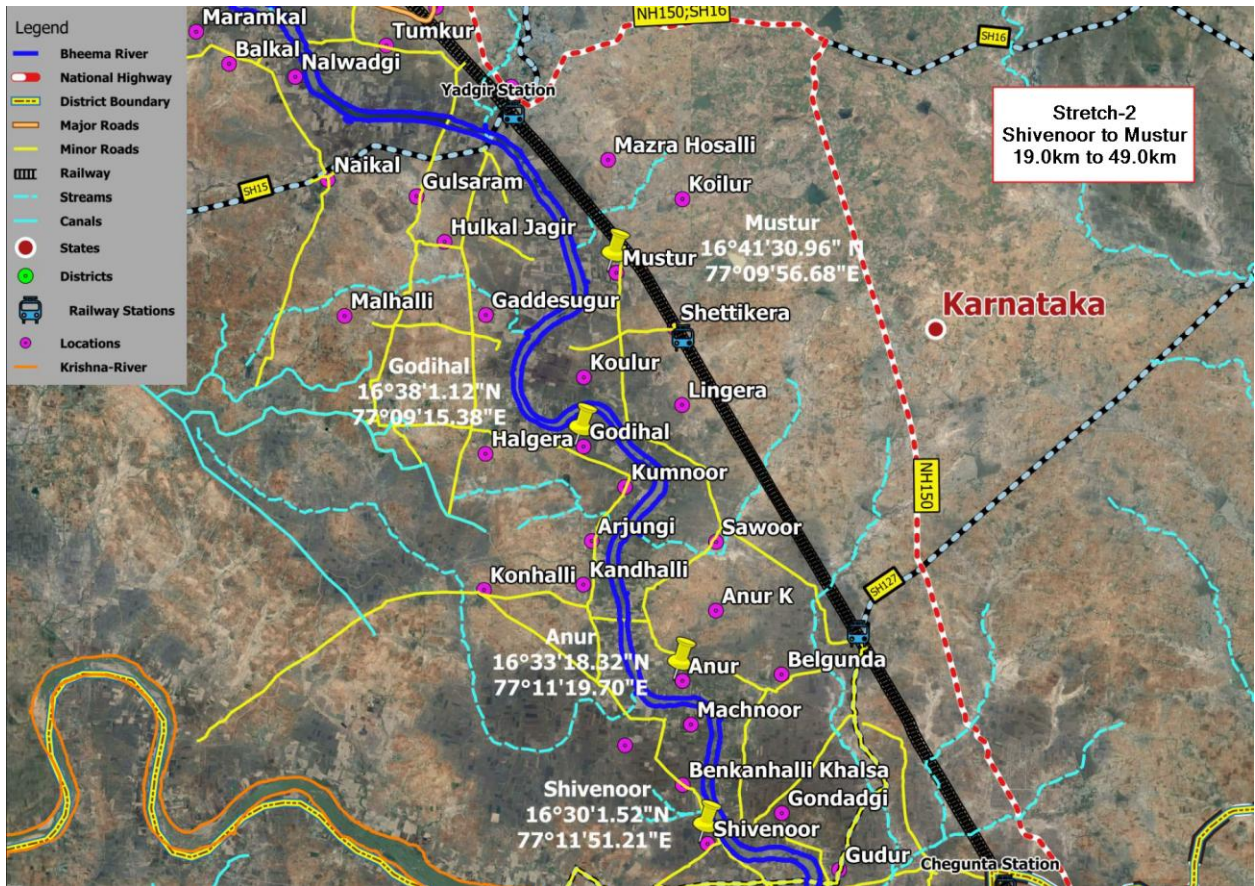 Legend
Bheema River
National Highway
District Boundary
Major Roads
Minor Roads
Railway
Streams
Canals
States
Districts
Railway Stations
Locations
Krishna-River
Stretch-2
Shivenoor to Mustur
19.0km to 49.0km
Maramkal
Tumkur
NH150;SH16
SH16
Balkal
Nalwadgi
Yadgir Station
Mazra Hosalli
Naikal
SH15
Gulsaram
Koilur
Hulkal Jagir
Mustur
16°41'30.96" N
77°09'56.68"E
Mustur
Malhalli
Gaddesugur
Shettikera
Karnataka
Godihal
16°38'1.12"N
77°09'15.38"E
Koulur
Lingera
Halgera
Godihal
Kumnoor
NH150
Arjungi
Sawoor
Konhalli
Kandhalli
SH127
Anur K
Anur
16°33'18.32"N
77°11'19.70"E
Anur
Belgunda
Machnoor
Benkanhalli Khalsa
Shivenoor
16°30'1.52"N
77°11'51.21"E
Gondadgi
Shivenoor
Gudur
Chegunta Station